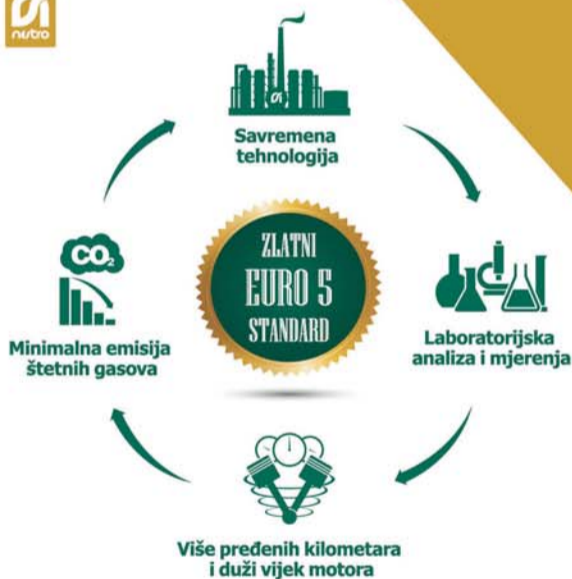 nestro
Savremena
tehnologija
Laboratorijska
analiza i mjerenja
Više pređenih kilometara
i duži vijek motora
CO₂
Minimalna emisija
štetnih gasova
ZLATNI
EURO 5
STANDARD